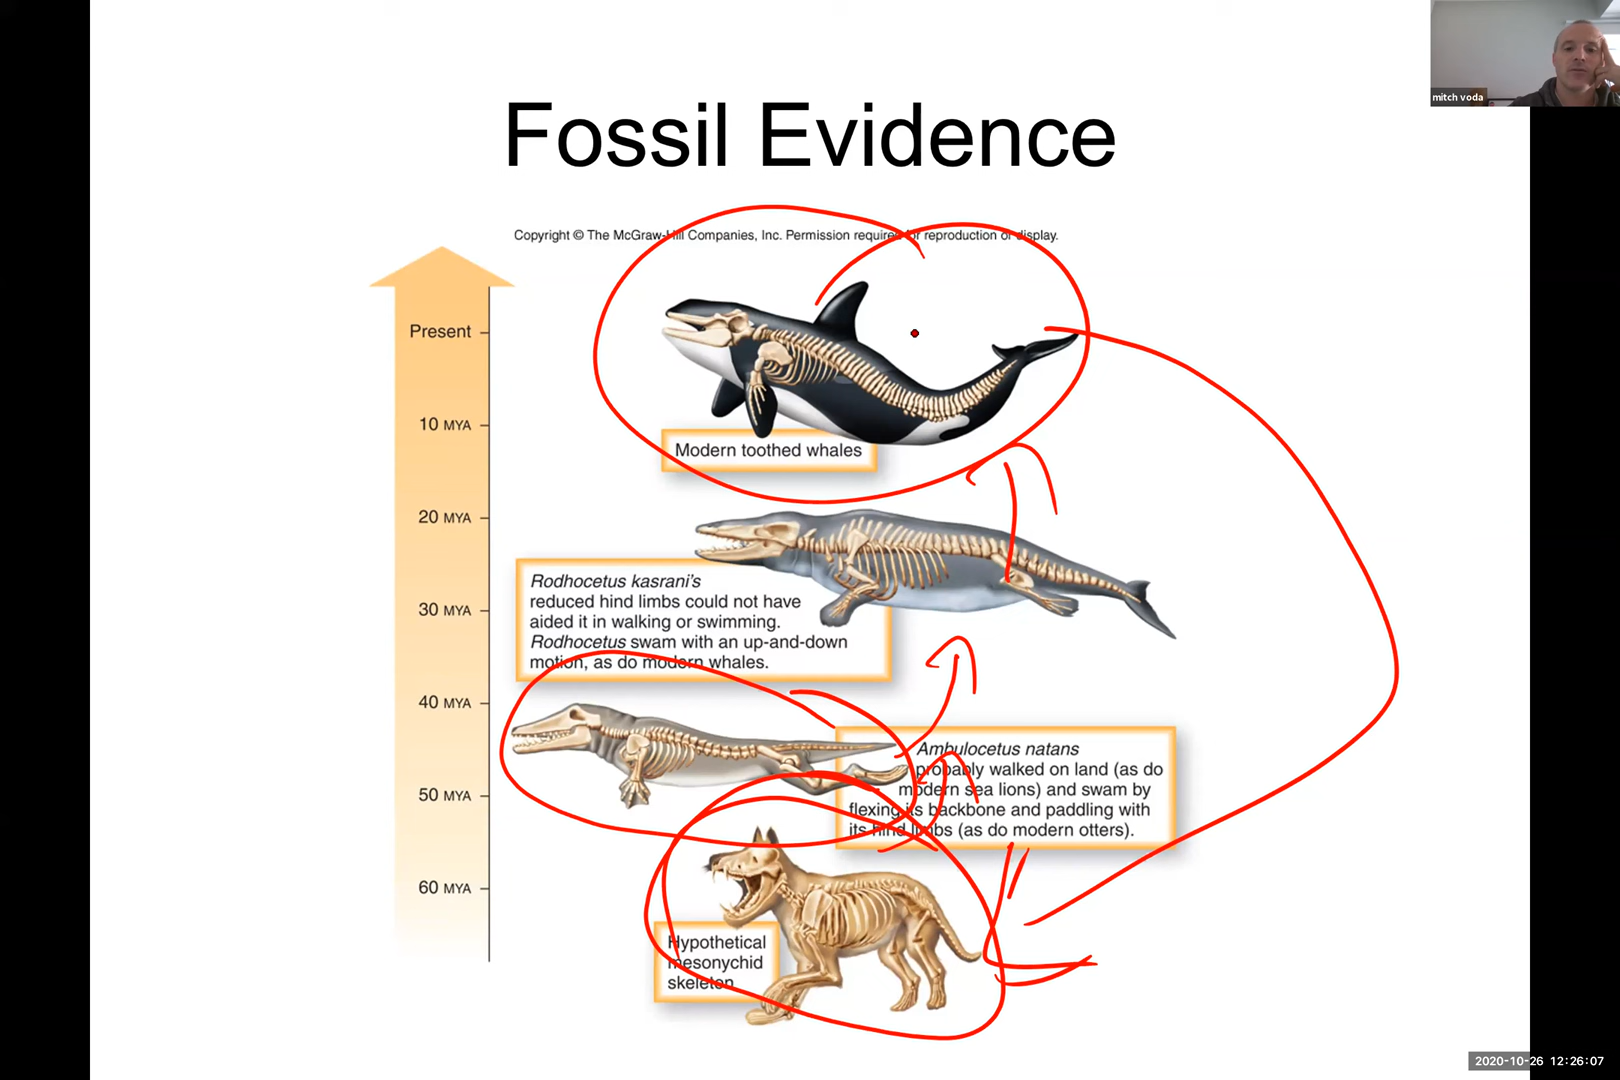 mitch voda
Fossil Evidence
Copyright © The McGraw-Hill Companies, Inc. Permission required for reproduction or display.
Present
10 MYA
Modern toothed whales
20 MYA
Rodhocetus kasrani's
reduced hind limbs could not have
aided it in walking or swimming.
Rodhocetus swam with an up-and-down
motion, as do modern whales.
30 MYA
40 MYA
Ambulocetus natans
probably walked on land (as do
modern sea lions) and swam by
flexing its backbone and paddling with
its hind limbs (as do modern otters).
50 MYA
60 MYA
Hypothetical
mesonychid
skeleton
2020-10-26 12:26:07